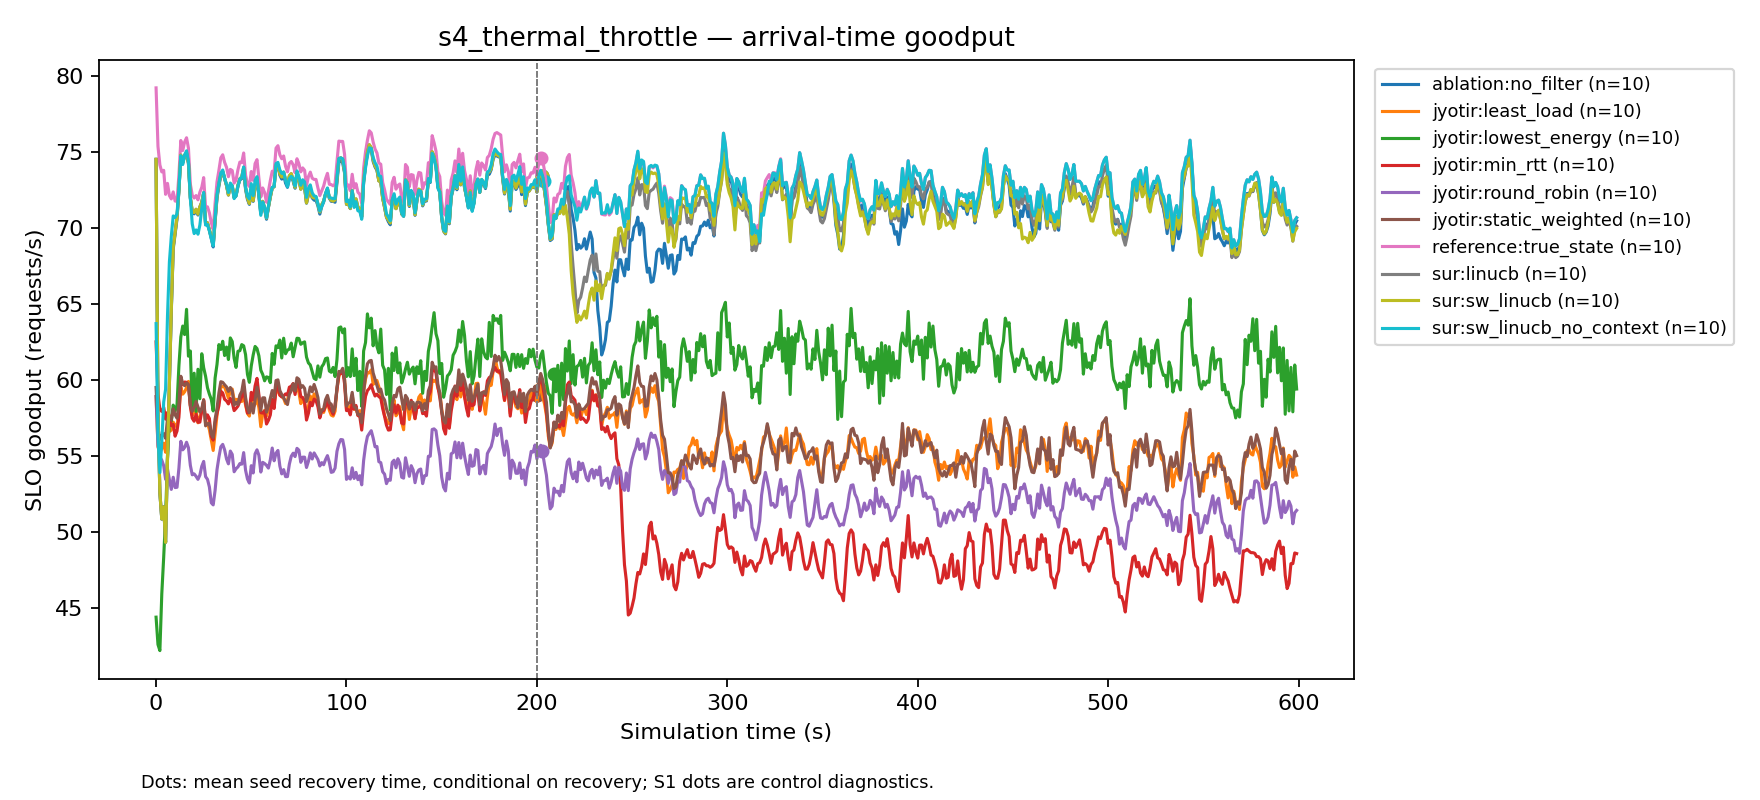 s4_thermal_throttle — arrival-time goodput
SLO goodput (requests/s)
80
75
70
65
60
55
50
45
0
100
200
300
400
500
600
Simulation time (s)
ablation:no_filter (n=10)
jyotir:least_load (n=10)
jyotir:lowest_energy (n=10)
jyotir:min_rtt (n=10)
jyotir:round_robin (n=10)
jyotir:static_weighted (n=10)
reference:true_state (n=10)
sur:linucb (n=10)
sur:sw_linucb (n=10)
sur:sw_linucb_no_context (n=10)
Dots: mean seed recovery time, conditional on recovery; S1 dots are control diagnostics.